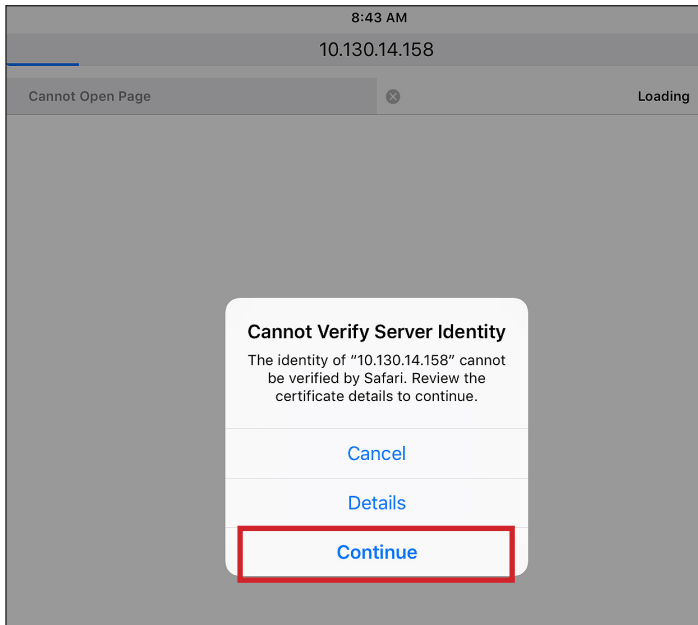 8:43 AM
10.130.14.158
Cannot Open Page
Loading
Cannot Verify Server Identity
The identity of “10.130.14.158” cannot
be verified by Safari. Review the
certificate details to continue.
Cancel
Details
Continue